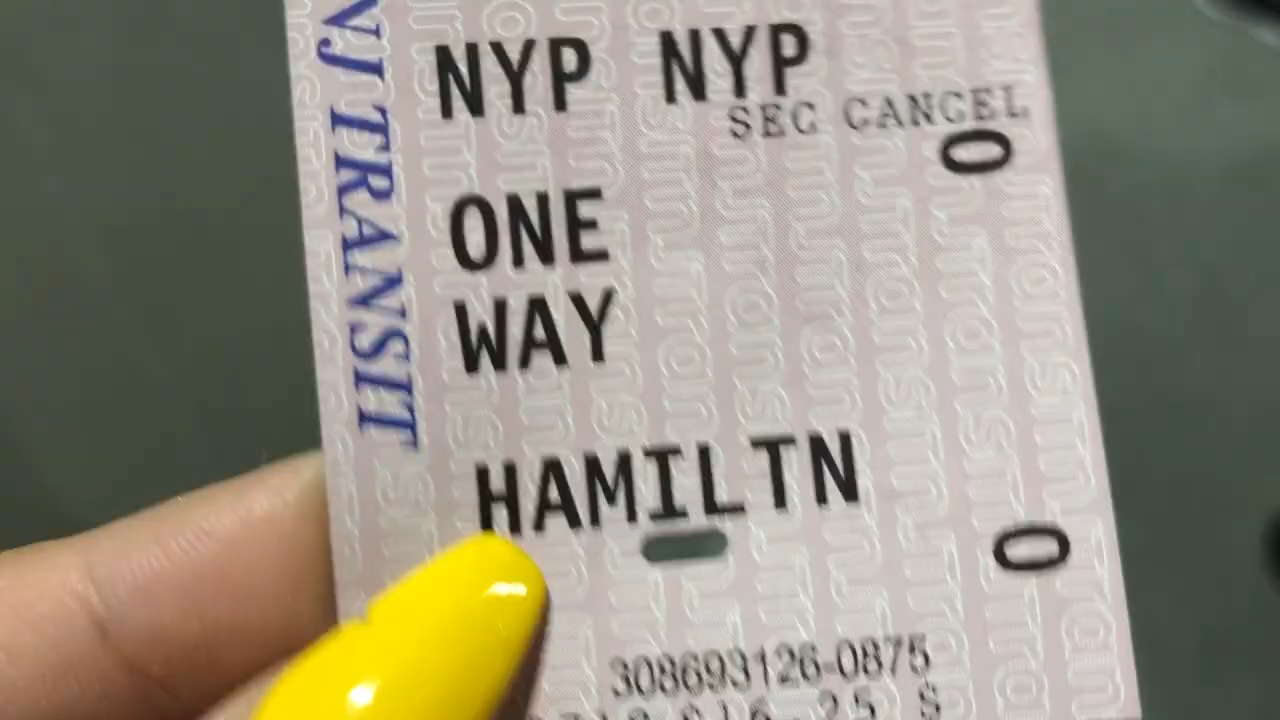 NJ TRANSIT
NYP NYP
SEC CANCEL
0
ONE
WAY
HAMILTN
0
308693126-0875